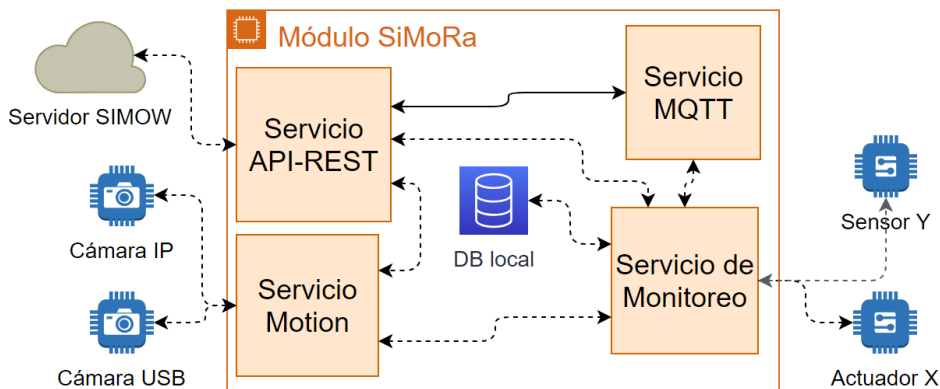 Módulo SiMoRa
Servidor SIMOW
Servicio
API-REST
Servicio
MQTT
Cámara IP
DB local
Sensor Y
Servicio
Motion
Servicio de
Monitoreo
Cámara USB
Actuador X